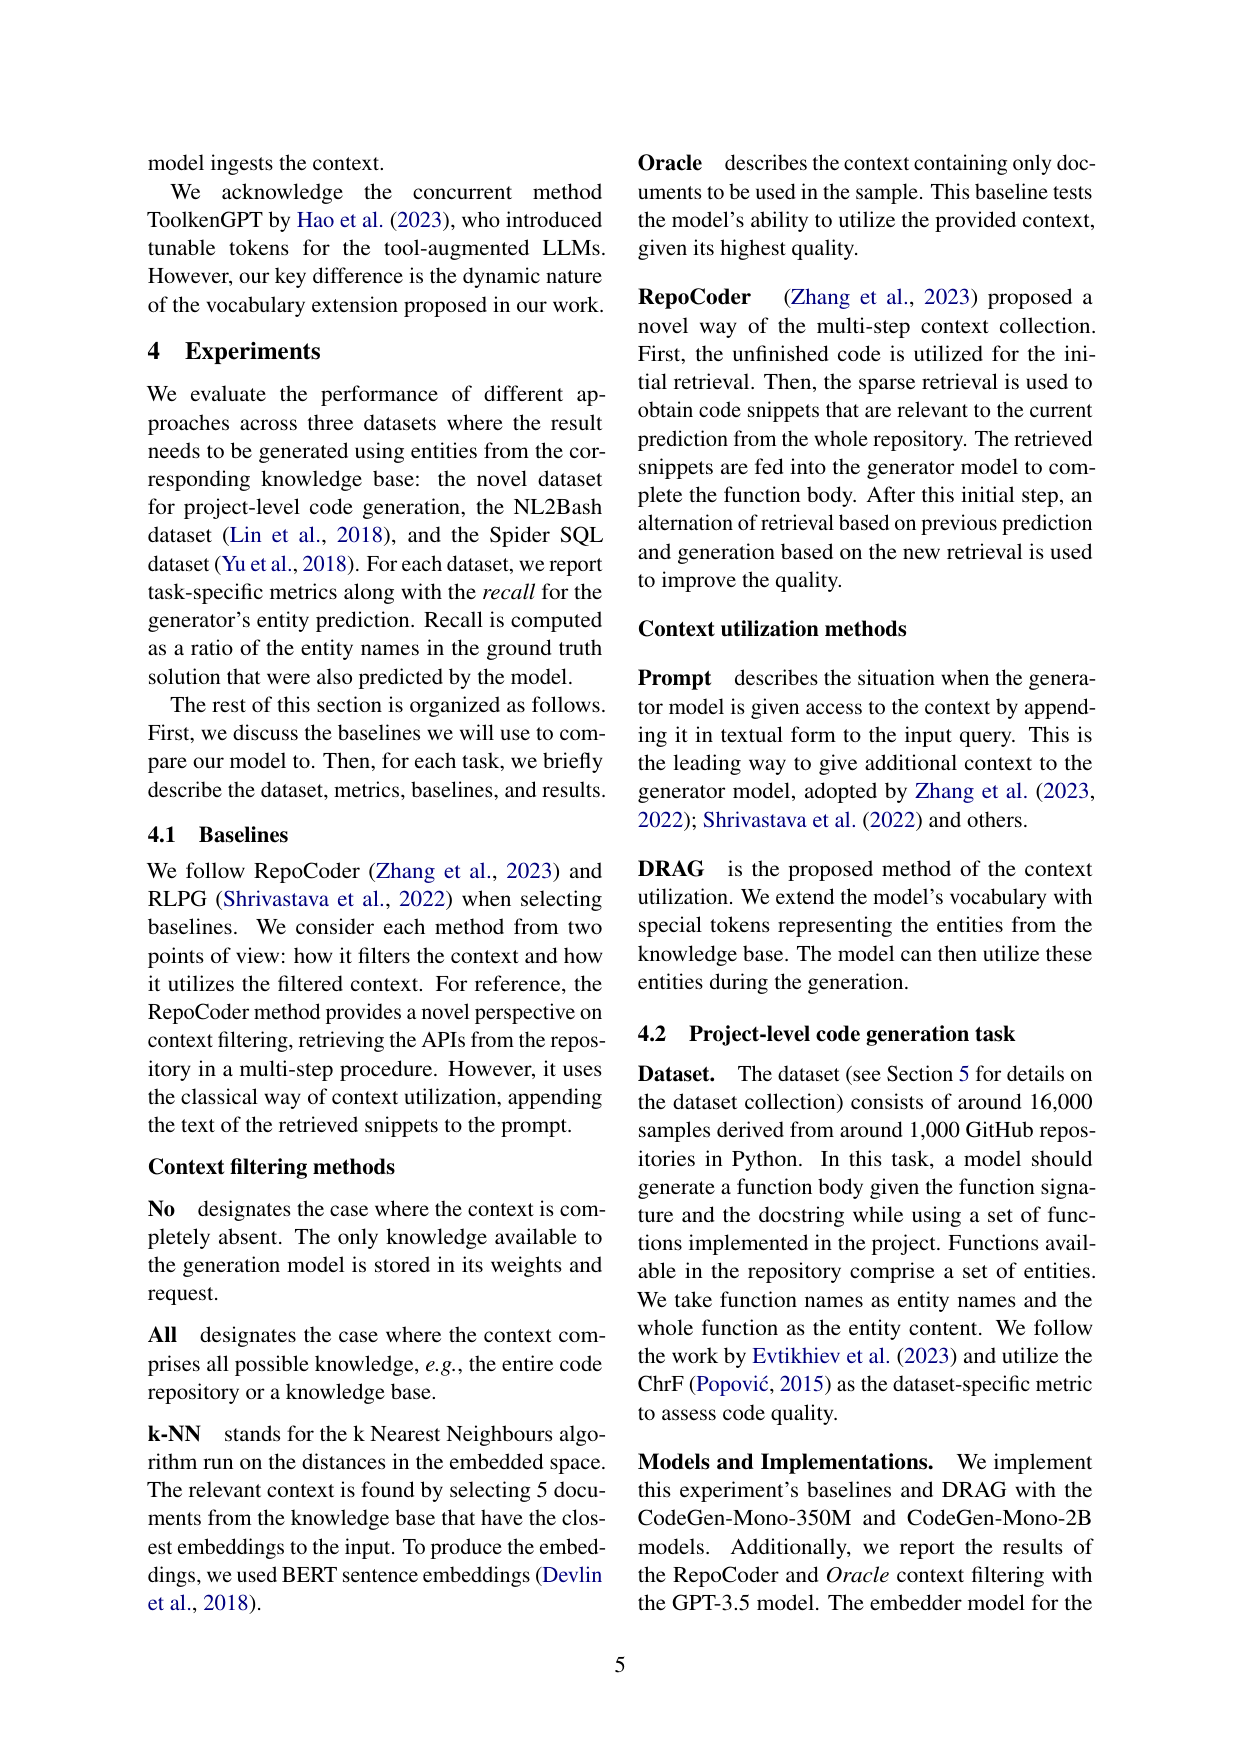 model ingests the context.
We acknowledge the concurrent method
ToolkenGPT by Hao et al. (2023), who introduced
tunable tokens for the tool-augmented LLMs.
However, our key difference is the dynamic nature
of the vocabulary extension proposed in our work.
4 Experiments
We evaluate the performance of different ap-
proaches across three datasets where the result
needs to be generated using entities from the cor-
responding knowledge base: the novel dataset
for project-level code generation, the NL2Bash
dataset (Lin et al., 2018), and the Spider SQL
dataset (Yu et al., 2018). For each dataset, we report
task-specific metrics along with the recall for the
generator's entity prediction. Recall is computed
as a ratio of the entity names in the ground truth
solution that were also predicted by the model.
The rest of this section is organized as follows.
First, we discuss the baselines we will use to com-
pare our model to. Then, for each task, we briefly
describe the dataset, metrics, baselines, and results.
4.1 Baselines
We follow RepoCoder (Zhang et al., 2023) and
RLPG (Shrivastava et al., 2022) when selecting
baselines. We consider each method from two
points of view: how it filters the context and how
it utilizes the filtered context. For reference, the
RepoCoder method provides a novel perspective on
context filtering, retrieving the APIs from the repos-
itory in a multi-step procedure. However, it uses
the classical way of context utilization, appending
the text of the retrieved snippets to the prompt.
Context filtering methods
No designates the case where the context is com-
pletely absent. The only knowledge available to
the generation model is stored in its weights and
request.
All designates the case where the context com-
prises all possible knowledge, e.g., the entire code
repository or a knowledge base.
k-NN stands for the k Nearest Neighbours algo-
rithm run on the distances in the embedded space.
The relevant context is found by selecting 5 docu-
ments from the knowledge base that have the clos-
est embeddings to the input. To produce the embed-
dings, we used BERT sentence embeddings (Devlin
et al., 2018).
Oracle describes the context containing only doc-
uments to be used in the sample. This baseline tests
the model's ability to utilize the provided context,
given its highest quality.
RepoCoder (Zhang et al., 2023) proposed a
novel way of the multi-step context collection.
First, the unfinished code is utilized for the ini-
tial retrieval. Then, the sparse retrieval is used to
obtain code snippets that are relevant to the current
prediction from the whole repository. The retrieved
snippets are fed into the generator model to com-
plete the function body. After this initial step, an
alternation of retrieval based on previous prediction
and generation based on the new retrieval is used
to improve the quality.
Context utilization methods
Prompt describes the situation when the genera-
tor model is given access to the context by append-
ing it in textual form to the input query. This is
the leading way to give additional context to the
generator model, adopted by Zhang et al. (2023,
2022); Shrivastava et al. (2022) and others.
DRAG is the proposed method of the context
utilization. We extend the model's vocabulary with
special tokens representing the entities from the
knowledge base. The model can then utilize these
entities during the generation.
4.2 Project-level code generation task
Dataset. The dataset (see Section 5 for details on
the dataset collection) consists of around 16,000
samples derived from around 1,000 GitHub repos-
itories in Python. In this task, a model should
generate a function body given the function signa-
ture and the docstring while using a set of func-
tions implemented in the project. Functions avail-
able in the repository comprise a set of entities.
We take function names as entity names and the
whole function as the entity content. We follow
the work by Evtikhiev et al. (2023) and utilize the
ChrF (Popović, 2015) as the dataset-specific metric
to assess code quality.
Models and Implementations. We implement
this experiment's baselines and DRAG with the
CodeGen-Mono-350M and CodeGen-Mono-2B
models. Additionally, we report the results of
the RepoCoder and Oracle context filtering with
the GPT-3.5 model. The embedder model for the
5